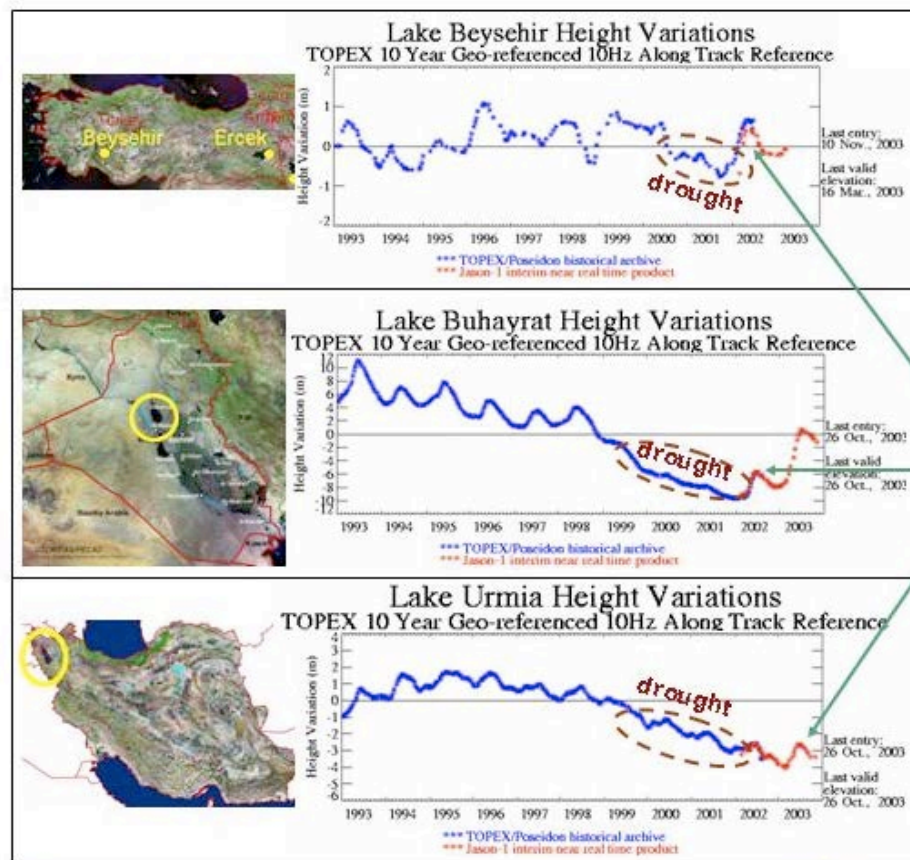 Lake Beysehir Height Variations
TOPEX 10 Year Geo-referenced 10Hz Along Track Reference
Beysehir
Ercek
Height Variation (m)
2
1
0
-1
-2
drought
Last entry:
10 Nov., 2003
Last valid
elevation:
16 Mar., 2003
1993 1994 1995 1996 1997 1998 1999 2000 2001 2002 2003
*** TOPEX/Poseidon historical archive
*** Jason-1 interim near real time product
Lake Buhayrat Height Variations
TOPEX 10 Year Geo-referenced 10Hz Along Track Reference
Height Variation (m)
12
10
8
6
4
2
0
-2
-4
-6
-8
-10
-12
drought
Last entry:
26 Oct., 2003
Last valid
elevation:
26 Oct., 2003
1993 1994 1995 1996 1997 1998 1999 2000 2001 2002 2003
*** TOPEX/Poseidon historical archive
*** Jason-1 interim near real time product
Lake Urmia Height Variations
TOPEX 10 Year Geo-referenced 10Hz Along Track Reference
Height Variation (m)
6
5
4
3
2
1
0
-1
-2
-3
-4
-5
-6
drought
Last entry:
26 Oct., 2003
Last valid
elevation:
26 Oct., 2003
1993 1994 1995 1996 1997 1998 1999 2000 2001 2002 2003
*** TOPEX/Poseidon historical archive
*** Jason-1 interim near real time product